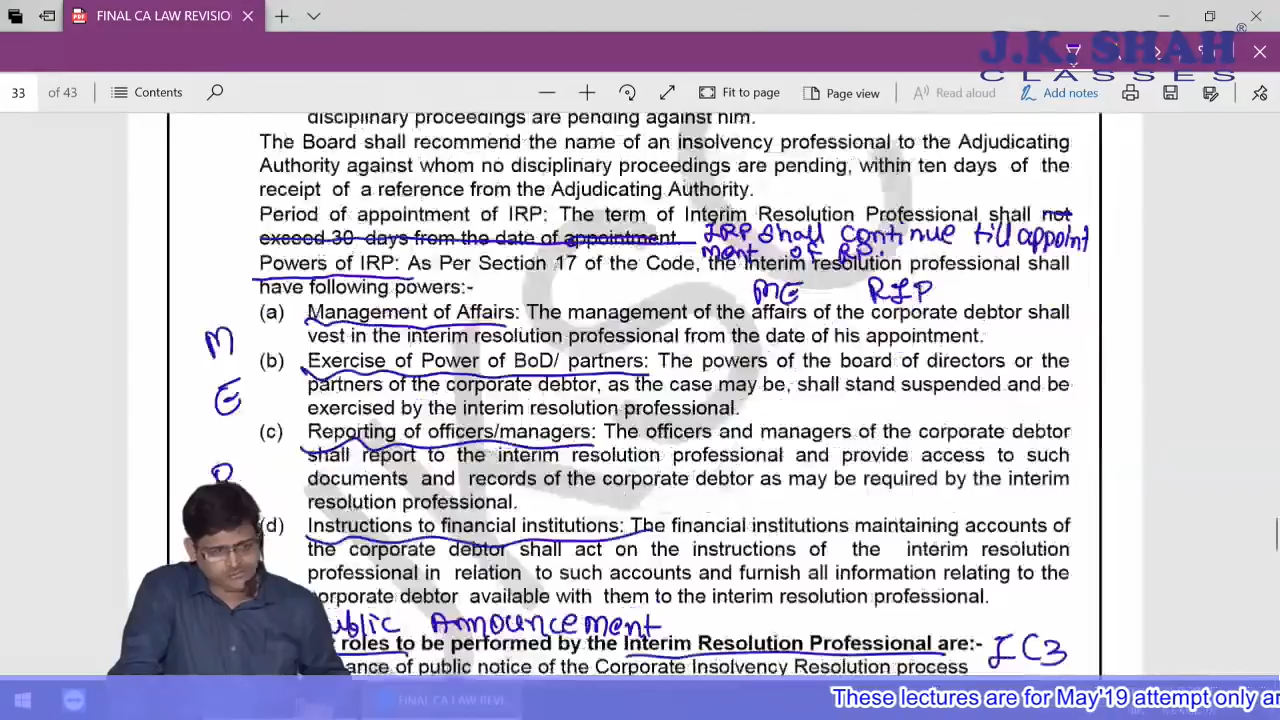 FINAL CA LAW REVISIO
J.K. SHAH ®
CLASSES
33 of 43 Contents Fit to page Page view Read aloud Add notes
disciplinary proceedings are pending against him.
The Board shall recommend the name of an insolvency professional to the Adjudicating
Authority against whom no disciplinary proceedings are pending, within ten days of the
receipt of a reference from the Adjudicating Authority.
Period of appointment of IRP: The term of Interim Resolution Professional shall not
exceed 30 days from the date of appointment IRP shall continue till appoint
ment of RP.
Powers of IRP: As Per Section 17 of the Code, the interim resolution professional shall
have following powers:-
ME RIP
(a) Management of Affairs: The management of the affairs of the corporate debtor shall
vest in the interim resolution professional from the date of his appointment.
M
(b) Exercise of Power of BoD/ partners: The powers of the board of directors or the
partners of the corporate debtor, as the case may be, shall stand suspended and be
E
exercised by the interim resolution professional.
(c) Reporting of officers/managers: The officers and managers of the corporate debtor
shall report to the interim resolution professional and provide access to such
documents and records of the corporate debtor as may be required by the interim
resolution professional.
(d) Instructions to financial institutions: The financial institutions maintaining accounts of
the corporate debtor shall act on the instructions of the interim resolution
professional in relation to such accounts and furnish all information relating to the
corporate debtor available with them to the interim resolution professional.
ublic Announcement
roles to be performed by the Interim Resolution Professional are:- IC3
ance of public notice of the Corporate Insolvency Resolution process
FINAL CA LAW REVI
These lectures are for May'19 attempt only ar